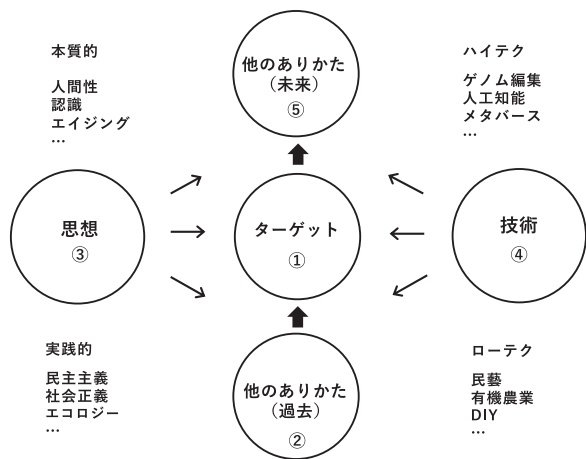 本質的
人間性
認識
エイジング
…
他のありかた
（未来）
⑤
ハイテク
ゲノム編集
人工知能
メタバース
…
思想
③
ターゲット
①
技術
④
実践的
民主主義
社会正義
エコロジー
…
他のありかた
（過去）
②
ローテク
民藝
有機農業
DIY
…